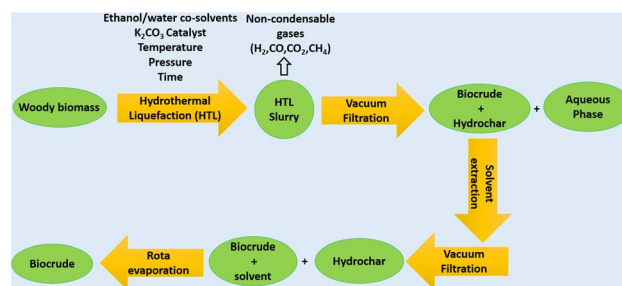 Ethanol/water co-solvents
K₂CO₃ Catalyst
Temperature
Pressure
Time
Non-condensable
gases
(H₂,CO,CO₂,CH₄)
Woody biomass
Hydrothermal
Liquefaction (HTL)
HTL
Slurry
Vacuum
Filtration
Biocrude
+
Hydrochar
+
Aqueous
Phase
Solvent
extraction
Vacuum
Filtration
Hydrochar
+
Biocrude
+
solvent
Rota
evaporation
Biocrude